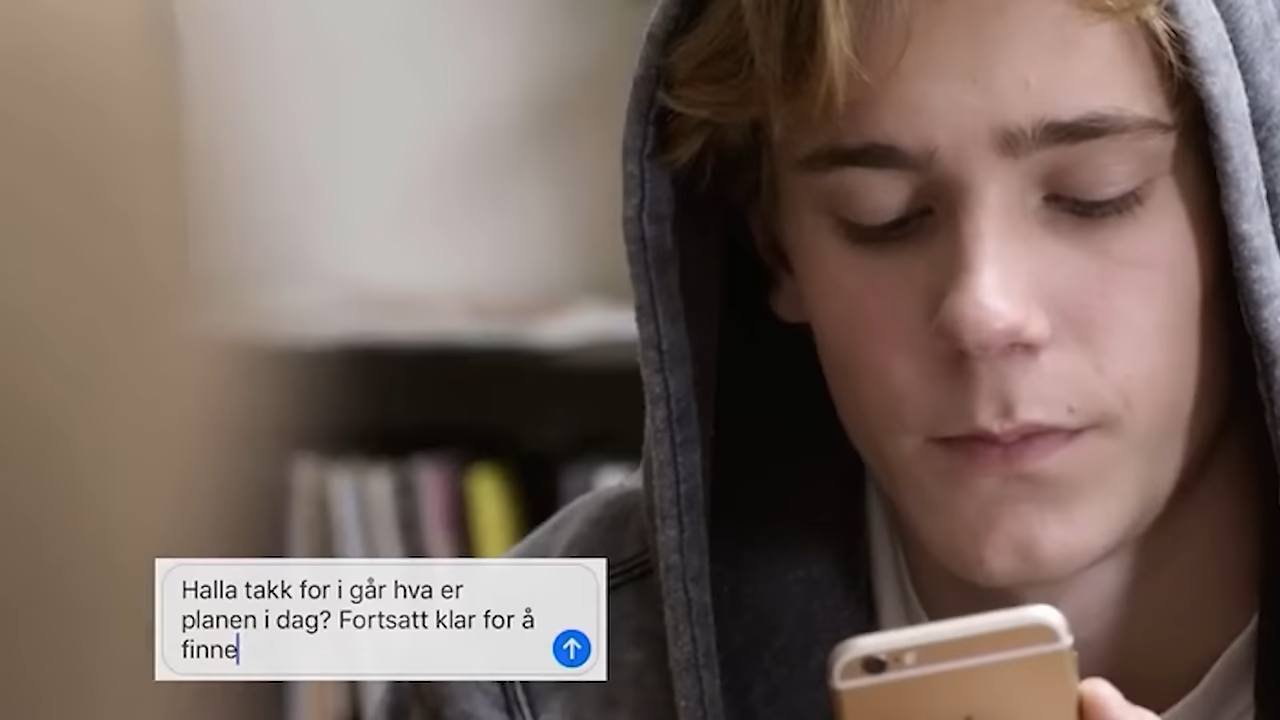 Halla takk for i går hva er
planen i dag? Fortsatt klar for å
finne